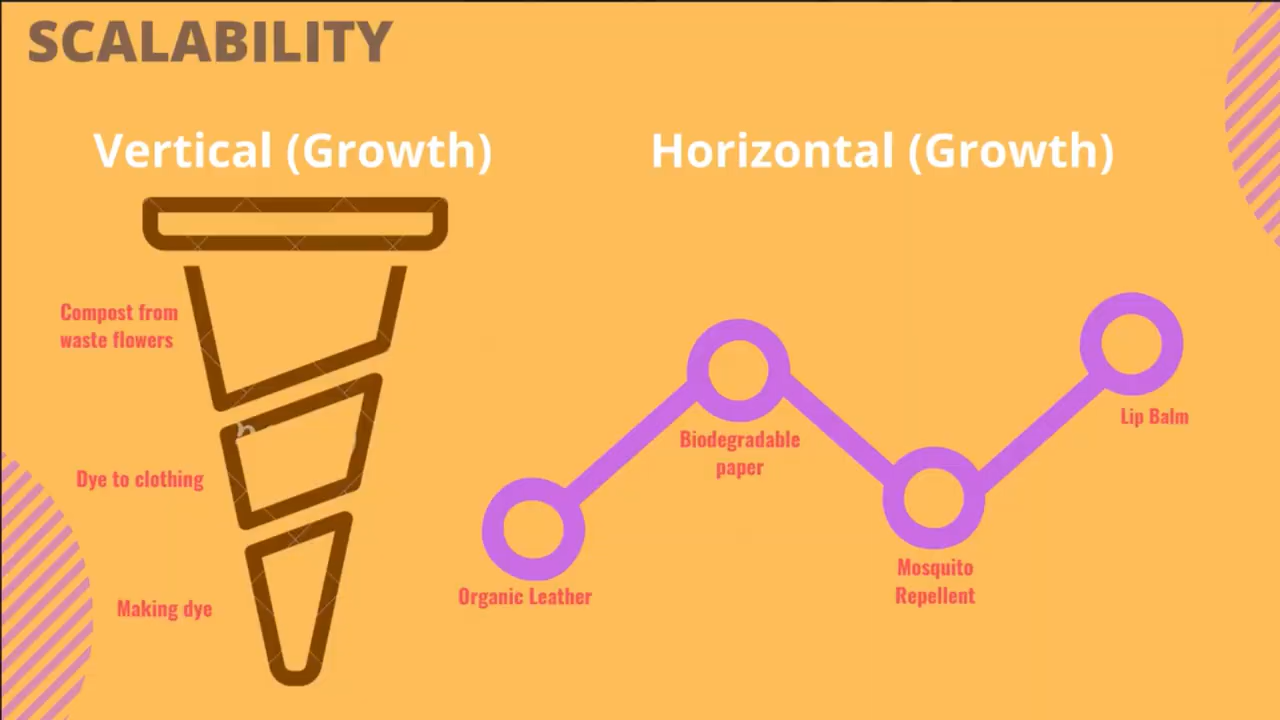 SCALABILITY
Vertical (Growth)
Horizontal (Growth)
Compost from
waste flowers
Dye to clothing
Making dye
Organic Leather
Biodegradable
paper
Mosquito
Repellent
Lip Balm